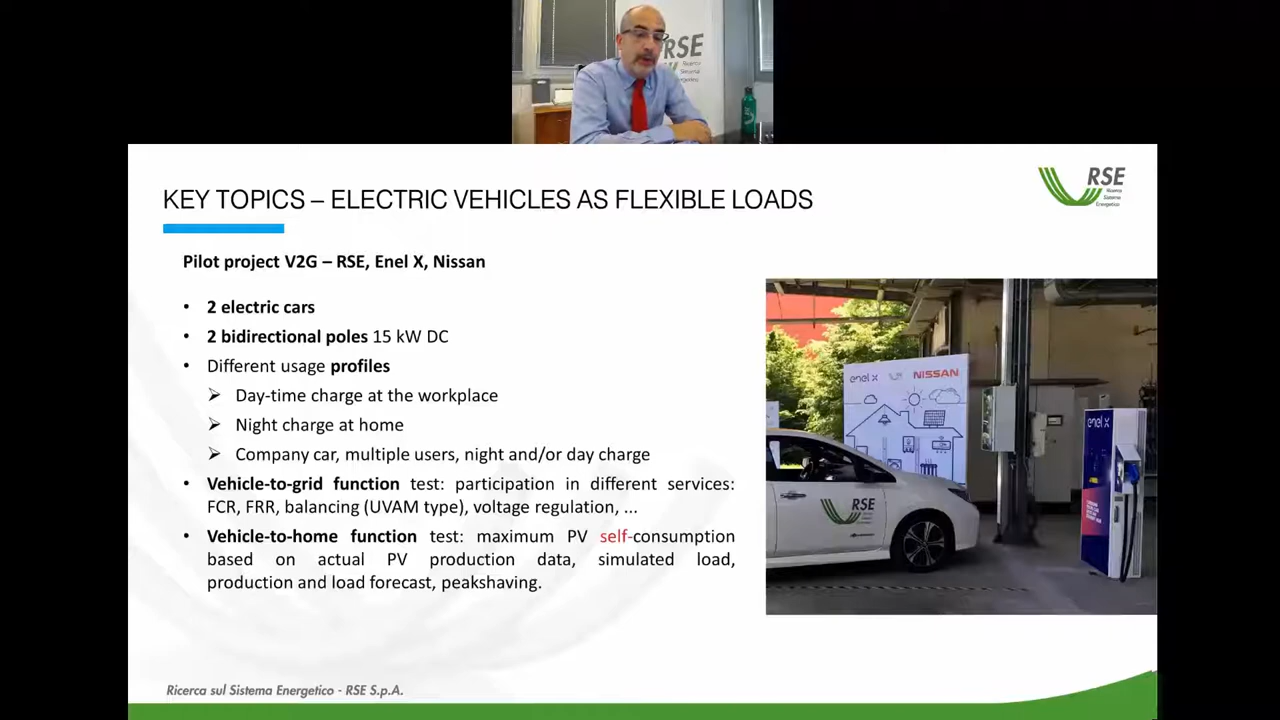 RSE
Ricerca
Sistema
Energetico
KEY TOPICS – ELECTRIC VEHICLES AS FLEXIBLE LOADS
RSE
Ricerca
Sistema
Energetico
Pilot project V2G – RSE, Enel X, Nissan
• 2 electric cars
• 2 bidirectional poles 15 kW DC
• Different usage profiles
➢ Day-time charge at the workplace
➢ Night charge at home
➢ Company car, multiple users, night and/or day charge
• Vehicle-to-grid function test: participation in different services:
FCR, FRR, balancing (UVAM type), voltage regulation, ...
• Vehicle-to-home function test: maximum PV self-consumption
based on actual PV production data, simulated load,
production and load forecast, peakshaving.
enel x NISSAN
enel x
RSE
Ricerca sul Sistema Energetico - RSE S.p.A.